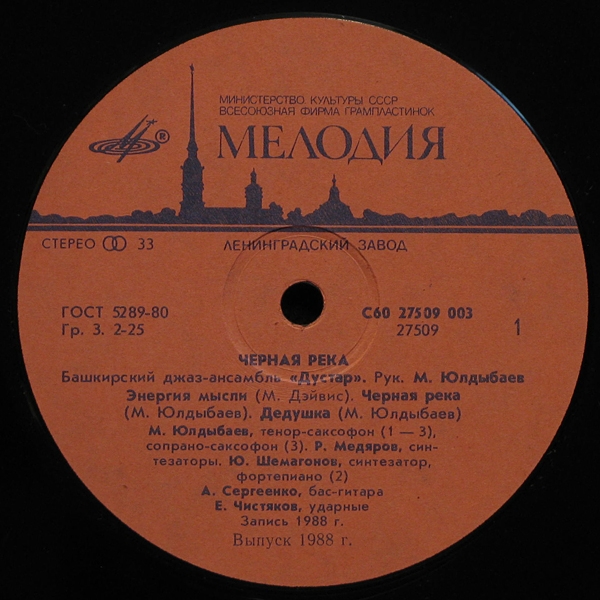 МИНИСТЕРСТВО КУЛЬТУРЫ СССР
ВСЕСОЮЗНАЯ ФИРМА ГРАМПЛАСТИНОК
МЕЛОДИЯ
®
СТЕРЕО 33
ЛЕНИНГРАДСКИЙ ЗАВОД
ГОСТ 5289-80
Гр. 3. 2-25
С60 27509 003
27509
1
ЧЕРНАЯ РЕКА
Башкирский джаз-ансамбль «Дустар». Рук. М. Юлдыбаев
Энергия мысли (М. Дэйвис). Черная река
(М. Юлдыбаев). Дедушка (М. Юлдыбаев)
М. Юлдыбаев, тенор-саксофон (1 — 3),
сопрано-саксофон (3). Р. Медяров, син-
тезаторы. Ю. Шемагонов, синтезатор,
фортепиано (2)
А. Сергеенко, бас-гитара
Е. Чистяков, ударные
Запись 1988 г.
Выпуск 1988 г.